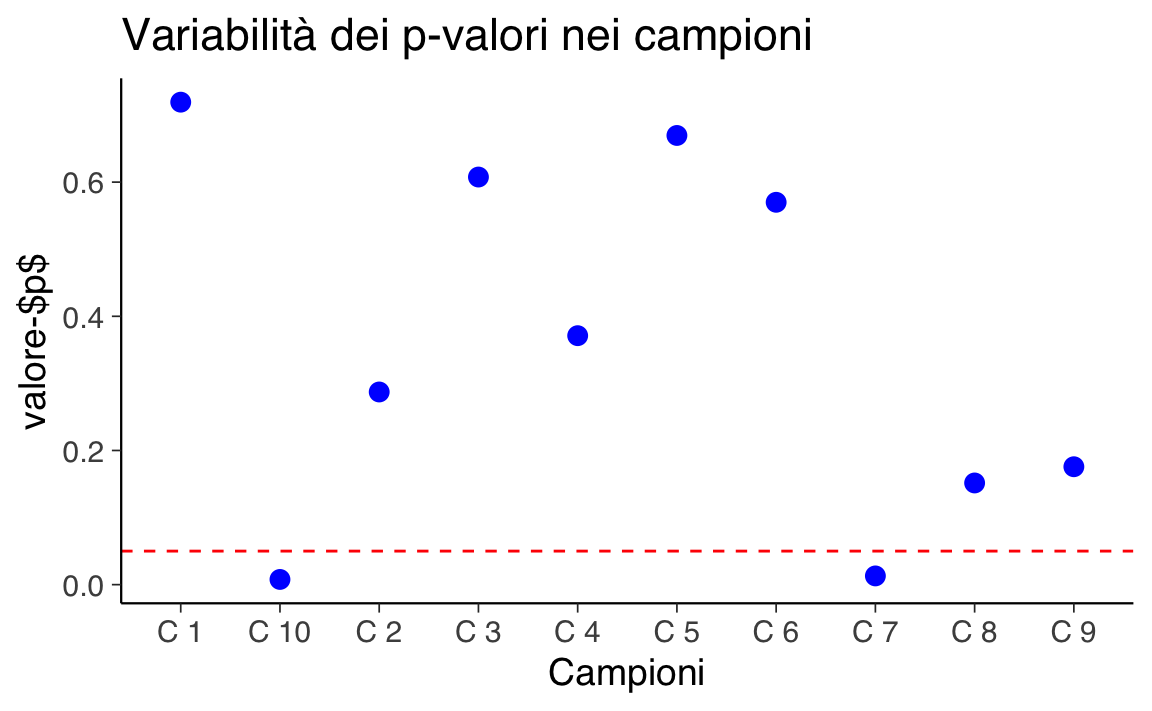 Variabilità dei p-valori nei campioni
valore-$p$
0.6
0.4
0.2
0.0
C 1 C 10 C 2 C 3 C 4 C 5 C 6 C 7 C 8 C 9
Campioni